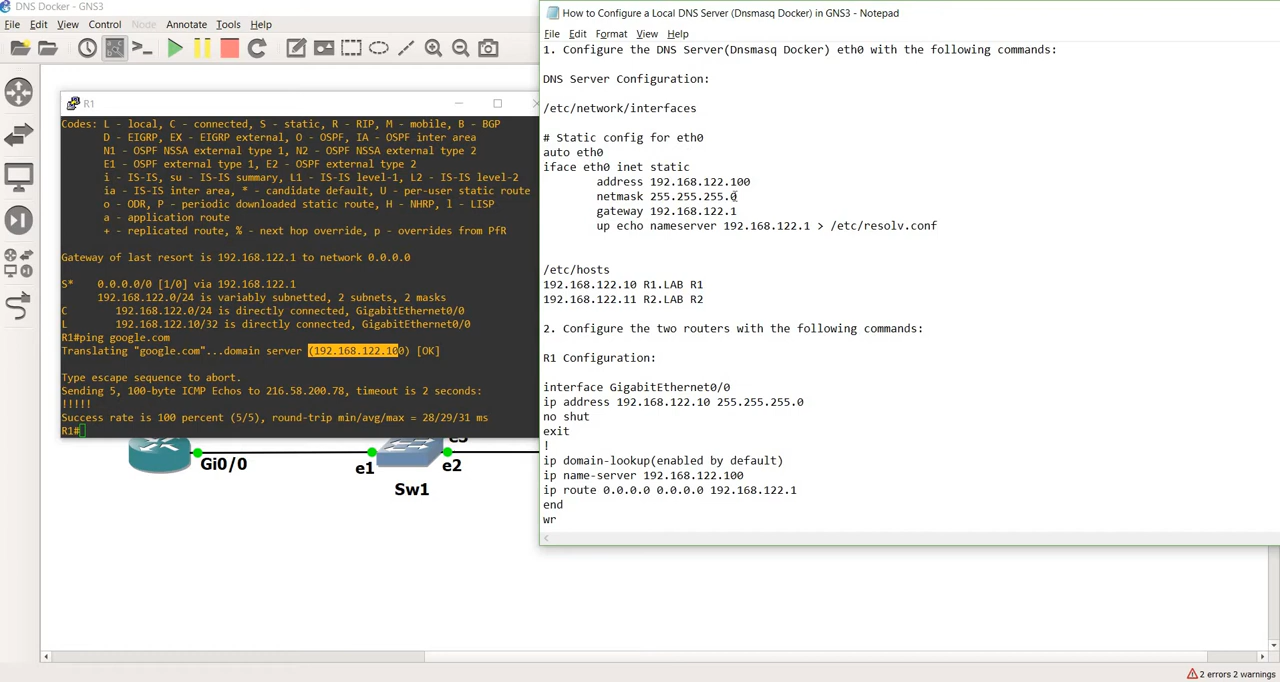 DNS Docker - GNS3
File Edit View Control Node Annotate Tools Help
R1
Codes: L - local, C - connected, S - static, R - RIP, M - mobile, B - BGP
D - EIGRP, EX - EIGRP external, O - OSPF, IA - OSPF inter area
N1 - OSPF NSSA external type 1, N2 - OSPF NSSA external type 2
E1 - OSPF external type 1, E2 - OSPF external type 2
i - IS-IS, su - IS-IS summary, L1 - IS-IS level-1, L2 - IS-IS level-2
ia - IS-IS inter area, * - candidate default, U - per-user static route
o - ODR, P - periodic downloaded static route, H - NHRP, l - LISP
a - application route
+ - replicated route, % - next hop override, p - overrides from PfR
Gateway of last resort is 192.168.122.1 to network 0.0.0.0
S* 0.0.0.0/0 [1/0] via 192.168.122.1
192.168.122.0/24 is variably subnetted, 2 subnets, 2 masks
C 192.168.122.0/24 is directly connected, GigabitEthernet0/0
L 192.168.122.10/32 is directly connected, GigabitEthernet0/0
R1#ping google.com
Translating "google.com"...domain server (192.168.122.100) [OK]
Type escape sequence to abort.
Sending 5, 100-byte ICMP Echos to 216.58.200.78, timeout is 2 seconds:
!!!!!
Success rate is 100 percent (5/5), round-trip min/avg/max = 28/29/31 ms
R1#
Gi0/0
e1
e2
Sw1
How to Configure a Local DNS Server (Dnsmasq Docker) in GNS3 - Notepad
File Edit Format View Help
1. Configure the DNS Server(Dnsmasq Docker) eth0 with the following commands:
DNS Server Configuration:
/etc/network/interfaces
# Static config for eth0
auto eth0
iface eth0 inet static
address 192.168.122.100
netmask 255.255.255.0
gateway 192.168.122.1
up echo nameserver 192.168.122.1 > /etc/resolv.conf
/etc/hosts
192.168.122.10 R1.LAB R1
192.168.122.11 R2.LAB R2
2. Configure the two routers with the following commands:
R1 Configuration:
interface GigabitEthernet0/0
ip address 192.168.122.10 255.255.255.0
no shut
exit
!
ip domain-lookup(enabled by default)
ip name-server 192.168.122.100
ip route 0.0.0.0 0.0.0.0 192.168.122.1
end
wr
2 errors 2 warnings